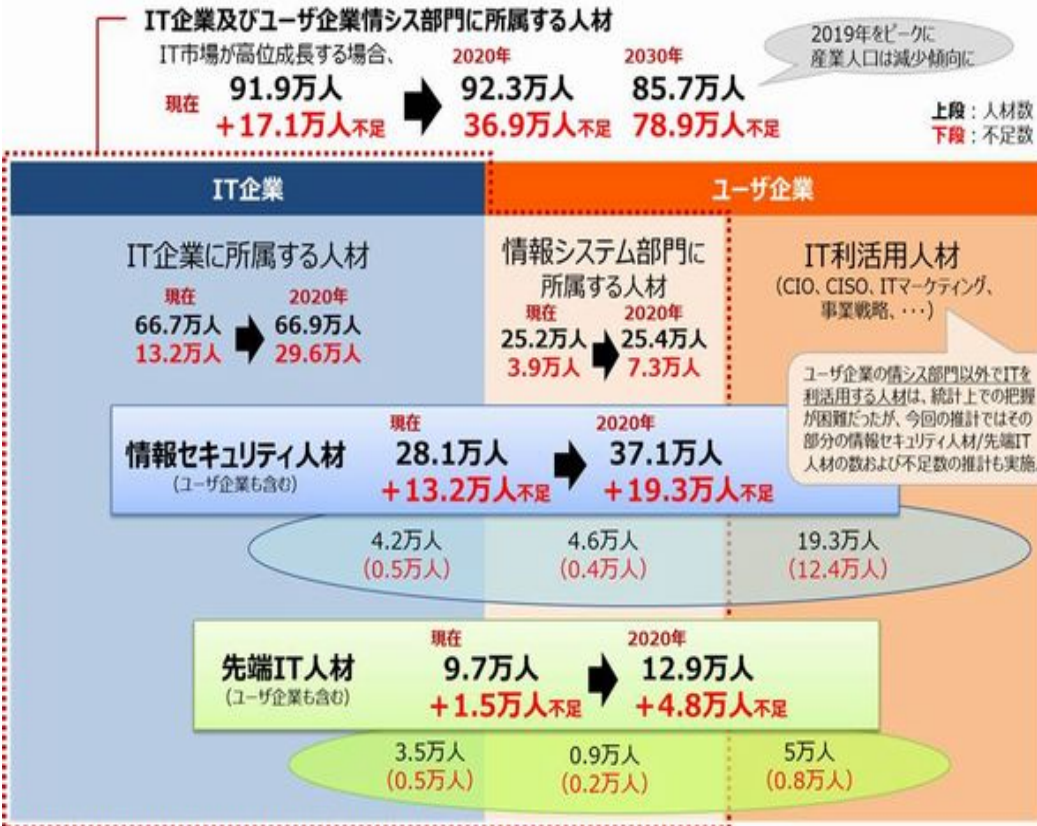 IT企業及びユーザ企業情シス部門に所属する人材
IT市場が高位成長する場合、
2020年
2030年
現在
91.9万人
92.3万人
85.7万人
+17.1万人不足
36.9万人不足
78.9万人不足
2019年をピークに
産業人口は減少傾向に
上段：人材数
下段：不足数
IT企業
ユーザ企業
IT企業に所属する人材
現在
2020年
66.7万人
66.9万人
13.2万人
29.6万人
情報システム部門に
所属する人材
現在
2020年
25.2万人
25.4万人
3.9万人
7.3万人
IT利活用人材
(CIO、CISO、ITマーケティング、
事業戦略、・・・)
ユーザ企業の情シス部門以外でITを
利活用する人材は、統計上での把握
が困難だったが、今回の推計ではその
部分の情報セキュリティ人材/先端IT
人材の数および不足数の推計も実施。
情報セキュリティ人材
(ユーザ企業も含む)
現在
2020年
28.1万人
37.1万人
+13.2万人不足
+19.3万人不足
4.2万人
4.6万人
19.3万人
(0.5万人)
(0.4万人)
(12.4万人)
先端IT人材
(ユーザ企業も含む)
現在
2020年
9.7万人
12.9万人
+1.5万人不足
+4.8万人不足
3.5万人
0.9万人
5万人
(0.5万人)
(0.2万人)
(0.8万人)